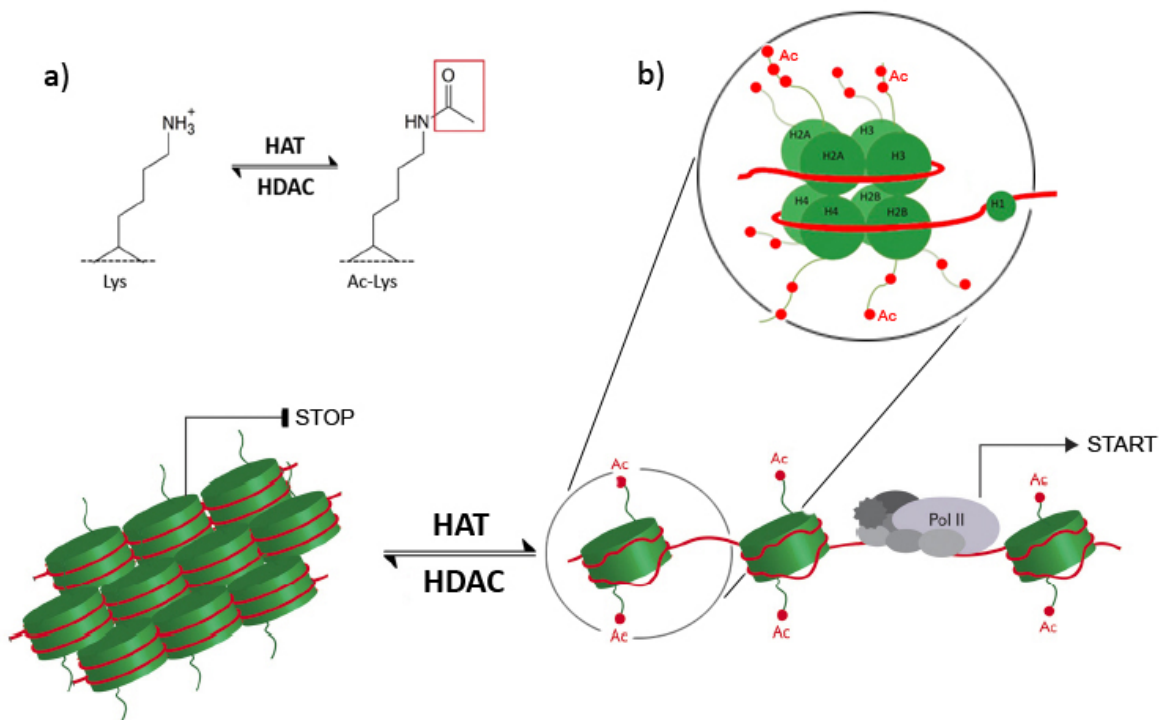 a)
O
NH3+
HN
HAT
HDAC
Lys
Ac-Lys
b)
Ac
Ac
H2A
H3
H2A
H3
H4
H2B
H4
H2B
H1
Ac
STOP
HAT
HDAC
Ac
Ac
Ac
Ac
Pol II
START
Ac
Ac